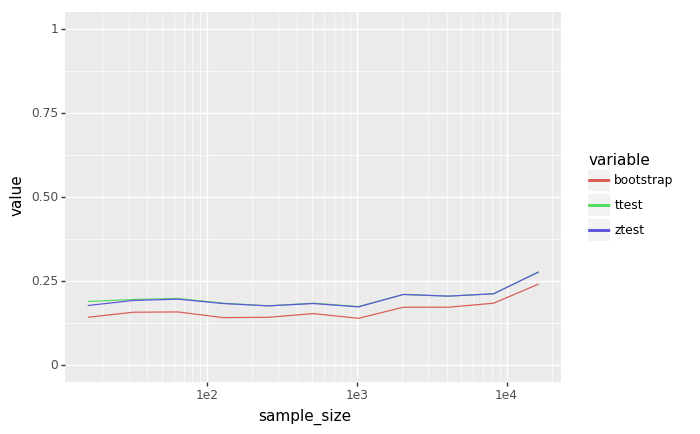 1
0.75
0.50
0.25
0
value
1e2
1e3
1e4
sample_size
variable
bootstrap
ttest
ztest